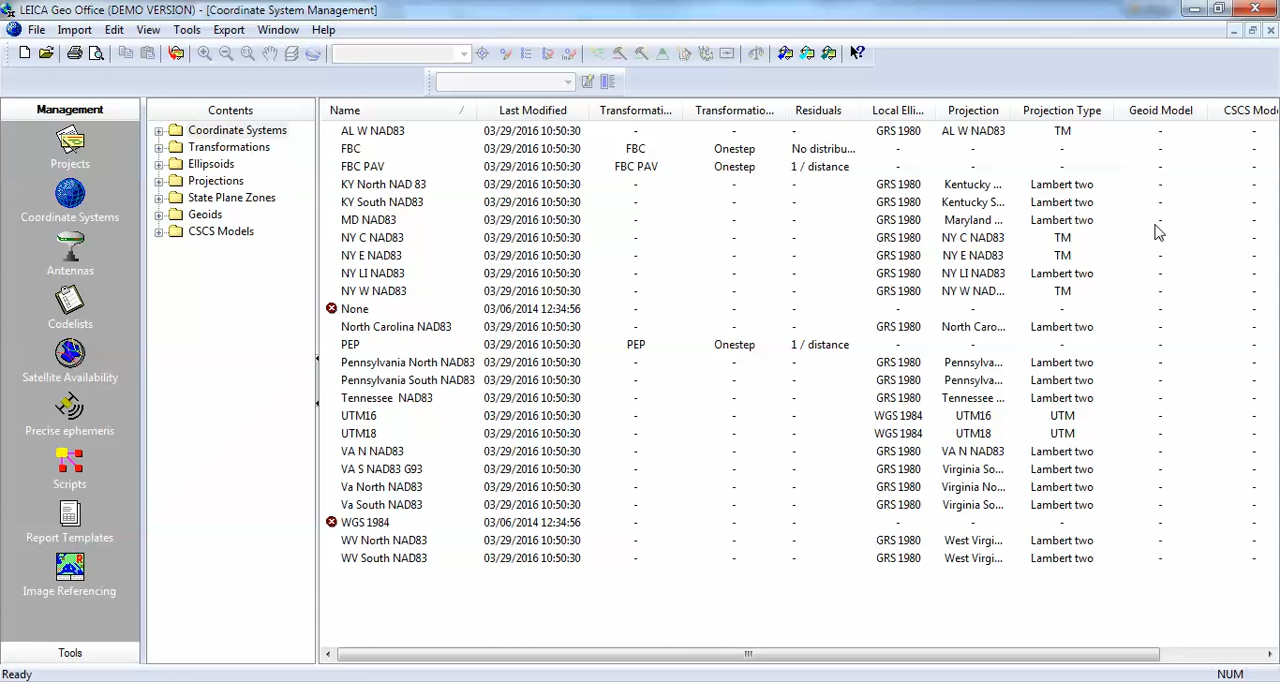 LEICA Geo Office (DEMO VERSION) - [Coordinate System Management]
File Import Edit View Tools Export Window Help
Management Contents Name Last Modified Transformati... Transformatio... Residuals Local Elli... Projection Projection Type Geoid Model CSCS Mode
Projects
Coordinate Systems
Antennas
Codelists
Satellite Availability
Precise ephemeris
Scripts
Report Templates
Image Referencing
Tools
Coordinate Systems
Transformations
Ellipsoids
Projections
State Plane Zones
Geoids
CSCS Models
AL W NAD83 03/29/2016 10:50:30 - - - GRS 1980 AL W NAD83 TM - -
FBC 03/29/2016 10:50:30 FBC Onestep No distribu... - - - - -
FBC PAV 03/29/2016 10:50:30 FBC PAV Onestep 1 / distance - - - - -
KY North NAD 83 03/29/2016 10:50:30 - - - GRS 1980 Kentucky ... Lambert two - -
KY South NAD83 03/29/2016 10:50:30 - - - GRS 1980 Kentucky S... Lambert two - -
MD NAD83 03/29/2016 10:50:30 - - - GRS 1980 Maryland ... Lambert two - -
NY C NAD83 03/29/2016 10:50:30 - - - GRS 1980 NY C NAD83 TM - -
NY E NAD83 03/29/2016 10:50:30 - - - GRS 1980 NY E NAD83 TM - -
NY LI NAD83 03/29/2016 10:50:30 - - - GRS 1980 NY LI NAD83 Lambert two - -
NY W NAD83 03/29/2016 10:50:30 - - - GRS 1980 NY W NAD... TM - -
None 03/06/2014 12:34:56 - - - - - - - -
North Carolina NAD83 03/29/2016 10:50:30 - - - GRS 1980 North Caro... Lambert two - -
PEP 03/29/2016 10:50:30 PEP Onestep 1 / distance - - - - -
Pennsylvania North NAD83 03/29/2016 10:50:30 - - - GRS 1980 Pennsylva... Lambert two - -
Pennsylvania South NAD83 03/29/2016 10:50:30 - - - GRS 1980 Pennsylva... Lambert two - -
Tennessee NAD83 03/29/2016 10:50:30 - - - GRS 1980 Tennessee ... Lambert two - -
UTM16 03/29/2016 10:50:30 - - - WGS 1984 UTM16 UTM - -
UTM18 03/29/2016 10:50:30 - - - WGS 1984 UTM18 UTM - -
VA N NAD83 03/29/2016 10:50:30 - - - GRS 1980 VA N NAD83 Lambert two - -
VA S NAD83 G93 03/29/2016 10:50:30 - - - GRS 1980 Virginia So... Lambert two - -
Va North NAD83 03/29/2016 10:50:30 - - - GRS 1980 Virginia No... Lambert two - -
Va South NAD83 03/29/2016 10:50:30 - - - GRS 1980 Virginia So... Lambert two - -
WGS 1984 03/06/2014 12:34:56 - - - - - - - -
WV North NAD83 03/29/2016 10:50:30 - - - GRS 1980 West Virgi... Lambert two - -
WV South NAD83 03/29/2016 10:50:30 - - - GRS 1980 West Virgi... Lambert two - -
Ready NUM